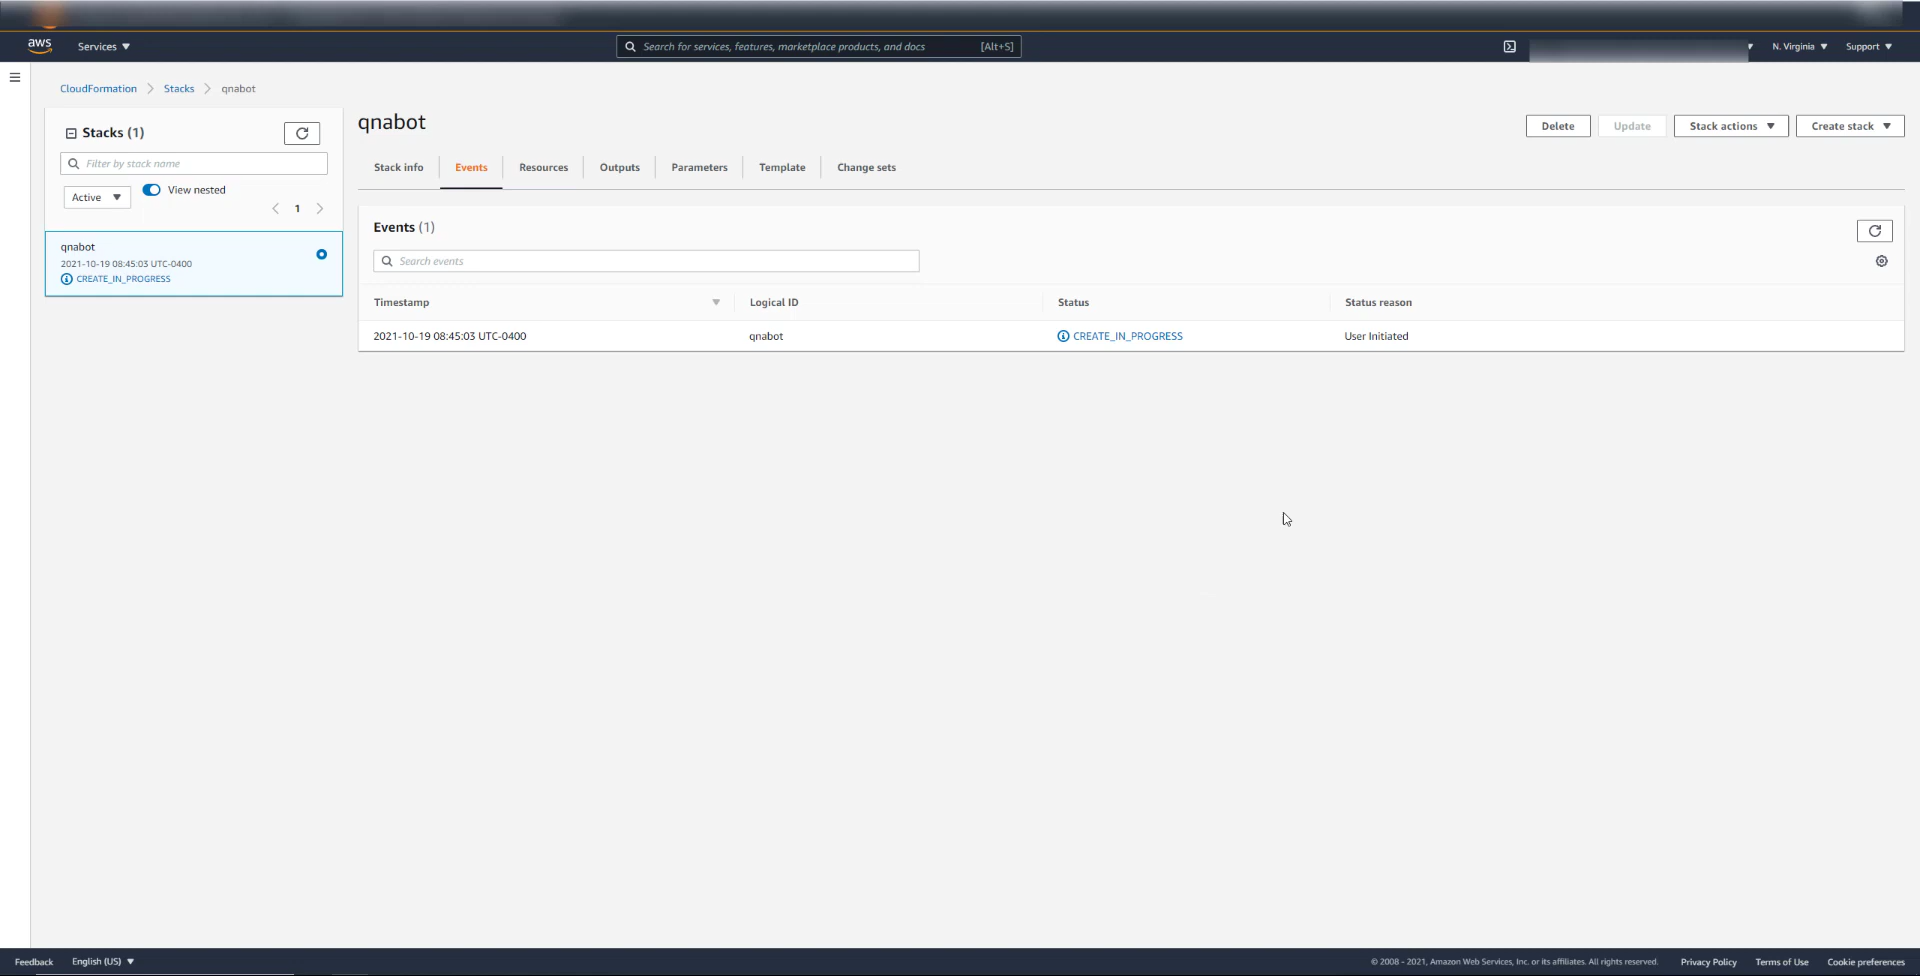 aws Services Search for services, features, marketplace products, and docs [Alt+S] N. Virginia Support
CloudFormation Stacks qnabot
Stacks (1)
Filter by stack name
Active View nested
1
qnabot
2021-10-19 08:45:03 UTC-0400
CREATE_IN_PROGRESS
qnabot
Delete Update Stack actions Create stack
Stack info Events Resources Outputs Parameters Template Change sets
Events (1)
Search events
Timestamp Logical ID Status Status reason
2021-10-19 08:45:03 UTC-0400 qnabot CREATE_IN_PROGRESS User Initiated
Feedback English (US) © 2008 - 2021, Amazon Web Services, Inc. or its affiliates. All rights reserved. Privacy Policy Terms of Use Cookie preferences